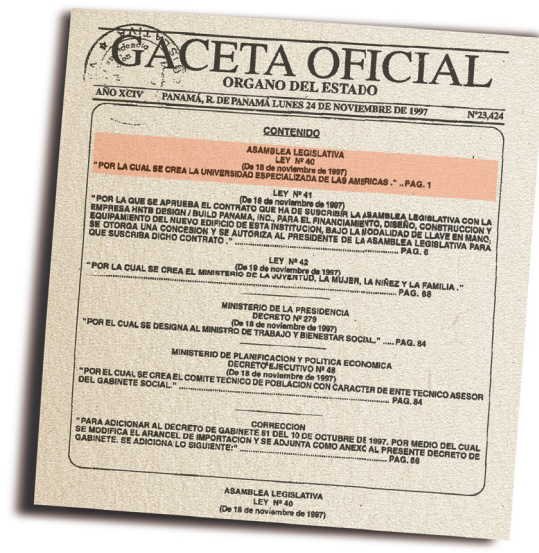 GACETA OFICIAL
ORGANO DEL ESTADO
AÑO XCIV PANAMÁ, R. DE PANAMÁ LUNES 24 DE NOVIEMBRE DE 1997 Nº23,424
CONTENIDO
ASAMBLEA LEGISLATIVA
LEY Nº 40
(De 18 de noviembre de 1997)
"POR LA CUAL SE CREA LA UNIVERSIDAD ESPECIALIZADA DE LAS AMERICAS ." ..PAG. 1
LEY Nº 41
(De 18 de noviembre de 1997)
"POR LA QUE SE APRUEBA EL CONTRATO QUE HA DE SUSCRIBIR LA ASAMBLEA LEGISLATIVA CON LA
EMPRESA HNTB DESIGN / BUILD PANAMA, INC., PARA EL FINANCIAMIENTO, DISEÑO, CONSTRUCCION Y
EQUIPAMIENTO DEL NUEVO EDIFICIO DE ESTA INSTITUCION, BAJO LA MODALIDAD DE LLAVE EN MANO,
SE OTORGA UNA CONCESION Y SE AUTORIZA AL PRESIDENTE DE LA ASAMBLEA LEGISLATIVA PARA
QUE SUSCRIBA DICHO CONTRATO ." ........................................ PAG. 6
LEY Nº 42
(De 19 de noviembre de 1997)
"POR LA CUAL SE CREA EL MINISTERIO DE LA JUVENTUD, LA MUJER, LA NIÑEZ Y LA FAMILIA ."
........................................ PAG. 68
MINISTERIO DE LA PRESIDENCIA
DECRETO Nº 279
(De 18 de noviembre de 1997)
"POR EL CUAL SE DESIGNA AL MINISTRO DE TRABAJO Y BIENESTAR SOCIAL." ..... PAG. 84
MINISTERIO DE PLANIFICACION Y POLITICA ECONOMICA
DECRETO EJECUTIVO Nº 48
(De 18 de noviembre de 1997)
"POR EL CUAL SE CREA EL COMITE TECNICO DE POBLACION CON CARACTER DE ENTE TECNICO ASESOR
DEL GABINETE SOCIAL." ........................................ PAG. 84
CORRECCION
"PARA ADICIONAR AL DECRETO DE GABINETE 61 DEL 10 DE OCTUBRE DE 1997, POR MEDIO DEL CUAL
SE MODIFICA EL ARANCEL DE IMPORTACION Y SE ADJUNTA COMO ANEXO AL PRESENTE DECRETO DE
GABINETE. SE ADICIONA LO SIGUIENTE:" ........................................ PAG. 86
ASAMBLEA LEGISLATIVA
LEY Nº 40
(De 18 de noviembre de 1997)